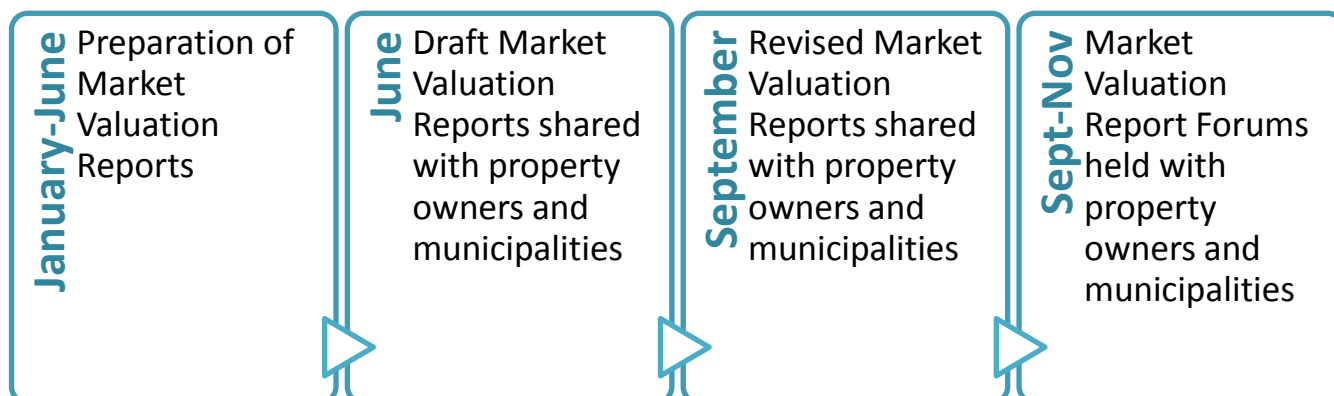 January-June
Preparation of
Market
Valuation
Reports
June
Draft Market
Valuation
Reports shared
with property
owners and
municipalities
September
Revised Market
Valuation
Reports shared
with property
owners and
municipalities
Sept-Nov
Market
Valuation
Report Forums
held with
property
owners and
municipalities